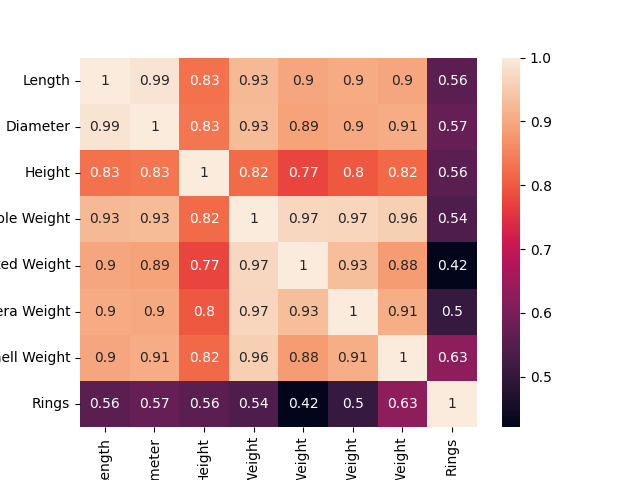 Length 1 0.99 0.83 0.93 0.9 0.9 0.9 0.56
Diameter 0.99 1 0.83 0.93 0.89 0.9 0.91 0.57
Height 0.83 0.83 1 0.82 0.77 0.8 0.82 0.56
ole Weight 0.93 0.93 0.82 1 0.97 0.97 0.96 0.54
ked Weight 0.9 0.89 0.77 0.97 1 0.93 0.88 0.42
era Weight 0.9 0.9 0.8 0.97 0.93 1 0.91 0.5
ell Weight 0.9 0.91 0.82 0.96 0.88 0.91 1 0.63
Rings 0.56 0.57 0.56 0.54 0.42 0.5 0.63 1
ength meter Height Weight Weight Weight Weight Rings
1.0
0.9
0.8
0.7
0.6
0.5